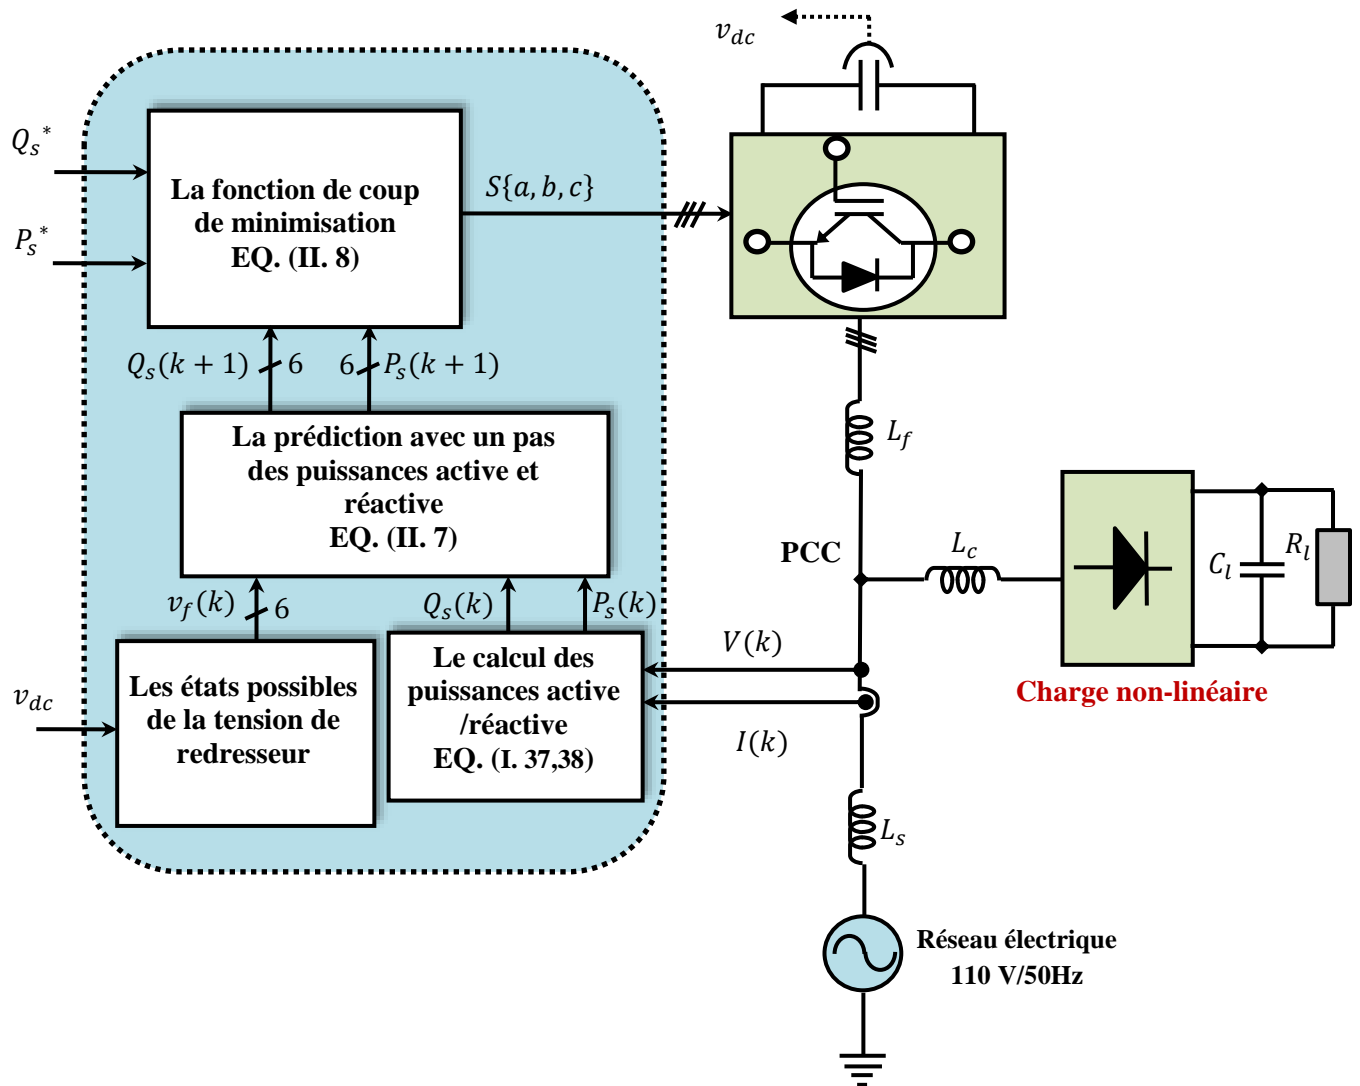 v_dc
Q_s*
P_s*
La fonction de coup
de minimisation
EQ. (II. 8)
S{a, b, c}
Q_s(k + 1)
6
6
P_s(k + 1)
La prédiction avec un pas
des puissances active et
réactive
EQ. (II. 7)
L_f
PCC
L_c
C_l
R_l
v_f(k)
6
Q_s(k)
P_s(k)
V(k)
I(k)
Charge non-linéaire
v_dc
Les états possibles
de la tension de
redresseur
Le calcul des
puissances active
/réactive
EQ. (I. 37,38)
L_s
Réseau électrique
110 V/50Hz